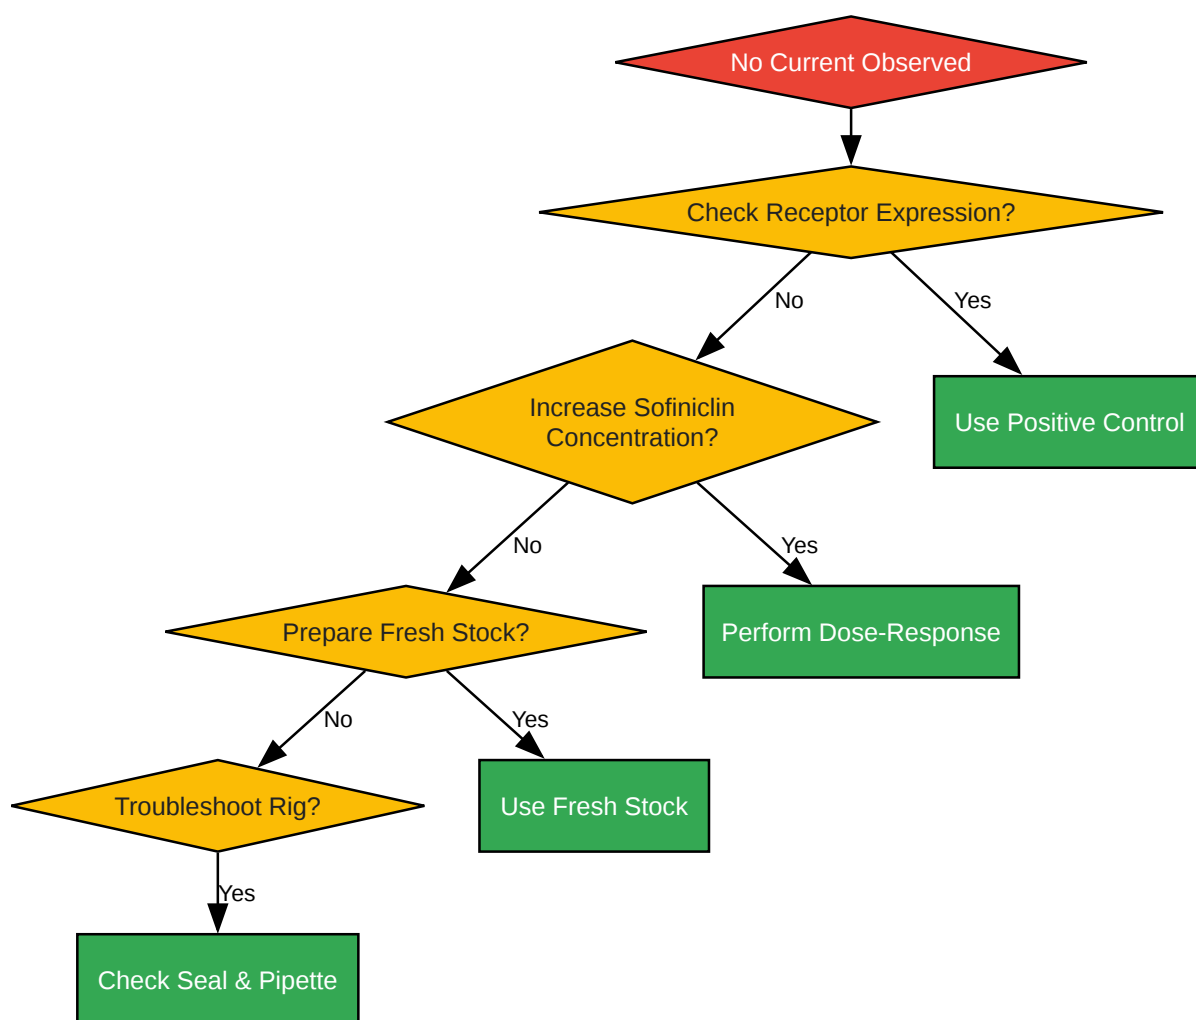 No Current Observed
Check Receptor Expression?
No
Yes
Increase Sofiniclin
Concentration?
Use Positive Control
No
Yes
Prepare Fresh Stock?
Perform Dose-Response
No
Yes
Troubleshoot Rig?
Use Fresh Stock
Yes
Check Seal & Pipette